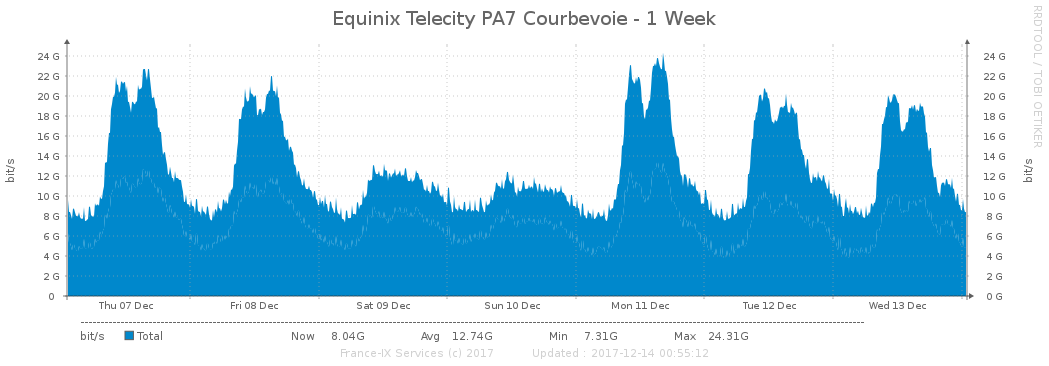 Equinix Telecity PA7 Courbevoie - 1 Week
RRDTOOL / TOBI OETIKER
bit/s
24 G 24 G
22 G 22 G
20 G 20 G
18 G 18 G
16 G 16 G
14 G 14 G
12 G 12 G
10 G 10 G
8 G 8 G
6 G 6 G
4 G 4 G
2 G 2 G
0 0 G
bit/s
Thu 07 Dec Fri 08 Dec Sat 09 Dec Sun 10 Dec Mon 11 Dec Tue 12 Dec Wed 13 Dec
bit/s Total Now 8.04G Avg 12.74G Min 7.31G Max 24.31G
France-IX Services (c) 2017 Updated : 2017-12-14 00:55:12